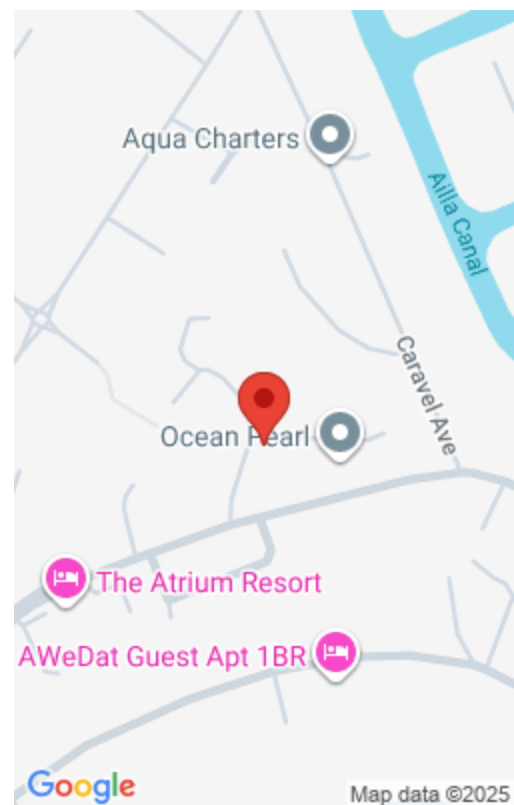 Aqua Charters
Ailla Canal
Caravel Ave
Ocean Pearl
The Atrium Resort
AWeDat Guest Apt 1BR
Google
Map data ©2025